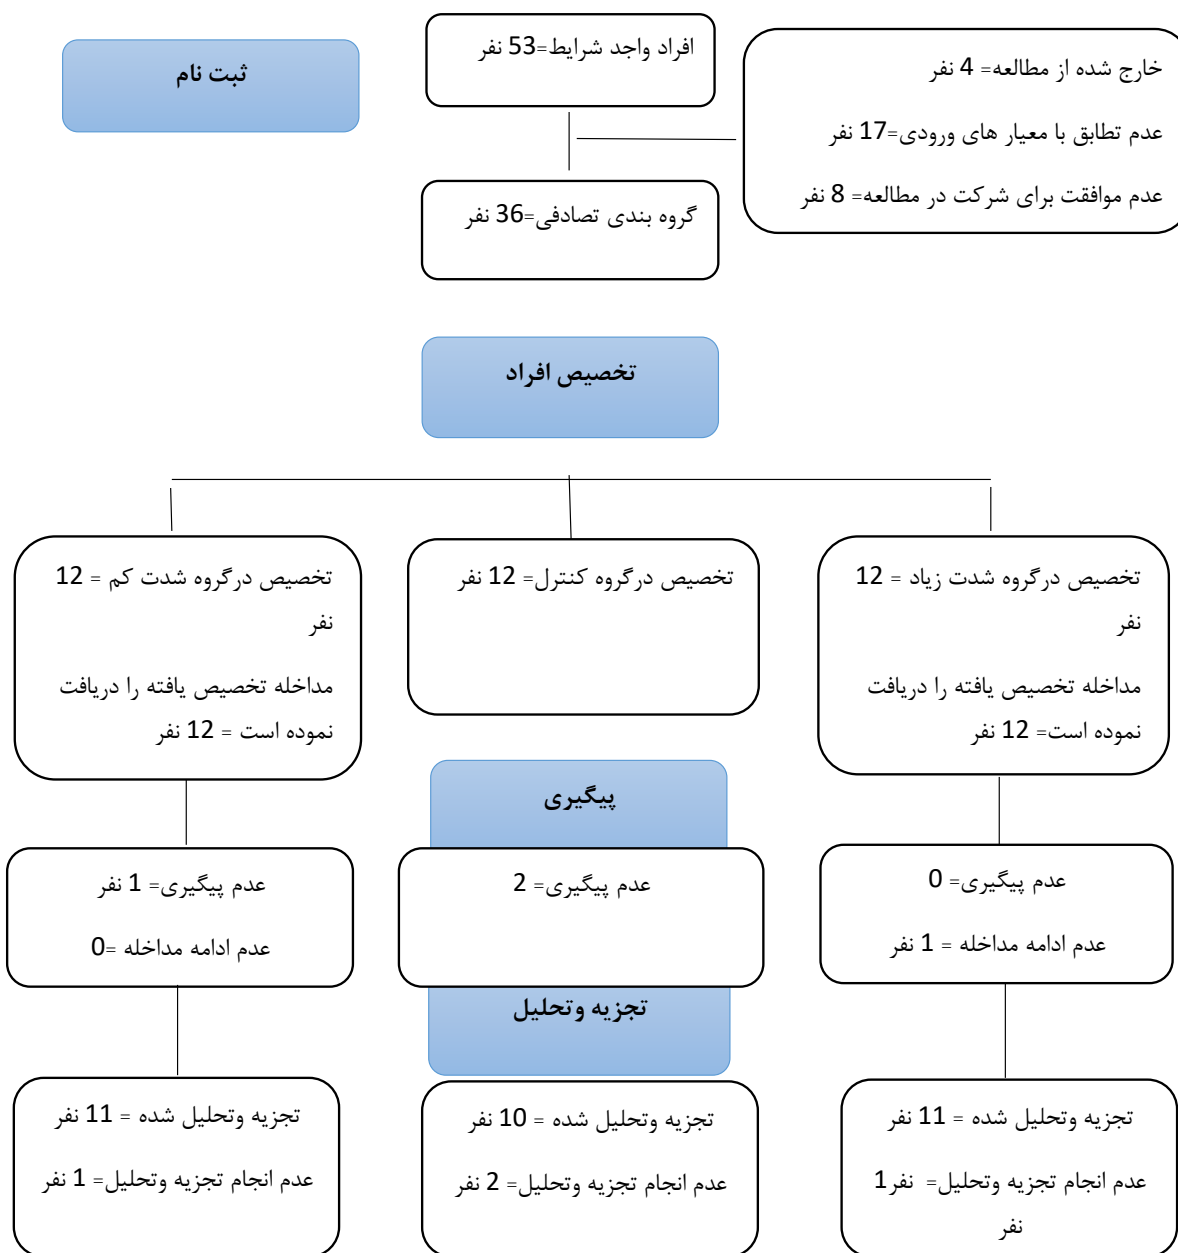 ثبت نام
افراد واجد شرایط=53 نفر
خارج شده از مطالعه= 4 نفر
عدم تطابق با معیار های ورودی=17 نفر
عدم موافقت برای شرکت در مطالعه= 8 نفر
گروه بندی تصادفی=36 نفر
تخصیص افراد
تخصیص درگروه شدت زیاد = 12
نفر
مداخله تخصیص یافته را دریافت
نموده است= 12 نفر
تخصیص درگروه کنترل= 12 نفر
تخصیص درگروه شدت کم = 12
نفر
مداخله تخصیص یافته را دریافت
نموده است = 12 نفر
پیگیری
عدم پیگیری= 0
عدم ادامه مداخله = 1 نفر
عدم پیگیری= 2
عدم پیگیری= 1 نفر
عدم ادامه مداخله =0
تجزیه وتحلیل
تجزیه وتحلیل شده = 11 نفر
عدم انجام تجزیه وتحلیل= نفر1
نفر
تجزیه وتحلیل شده = 10 نفر
عدم انجام تجزیه وتحلیل= 2 نفر
تجزیه وتحلیل شده = 11 نفر
عدم انجام تجزیه وتحلیل= 1 نفر